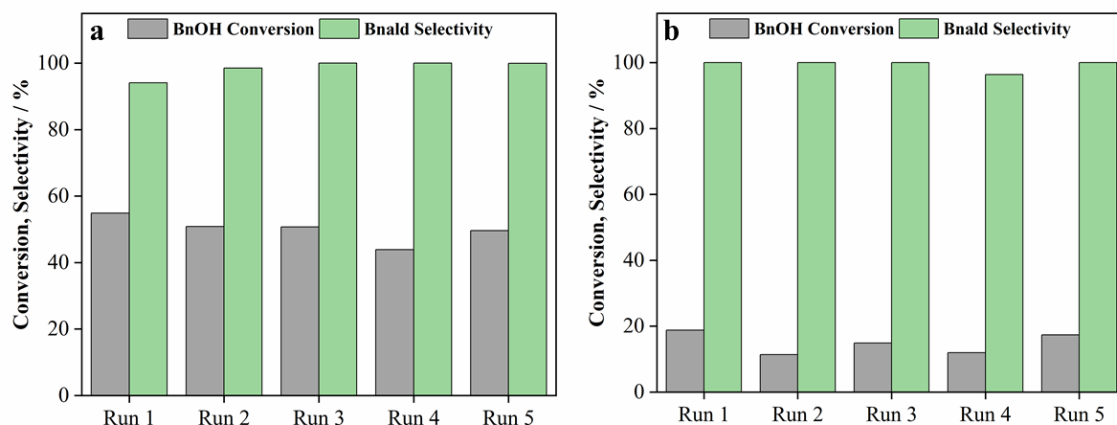 a
BnOH Conversion
Bnald Selectivity
Conversion, Selectivity / %
100
80
60
40
20
0
Run 1 Run 2 Run 3 Run 4 Run 5
b
BnOH Conversion
Bnald Selectivity
Conversion, Selectivity / %
100
80
60
40
20
0
Run 1 Run 2 Run 3 Run 4 Run 5